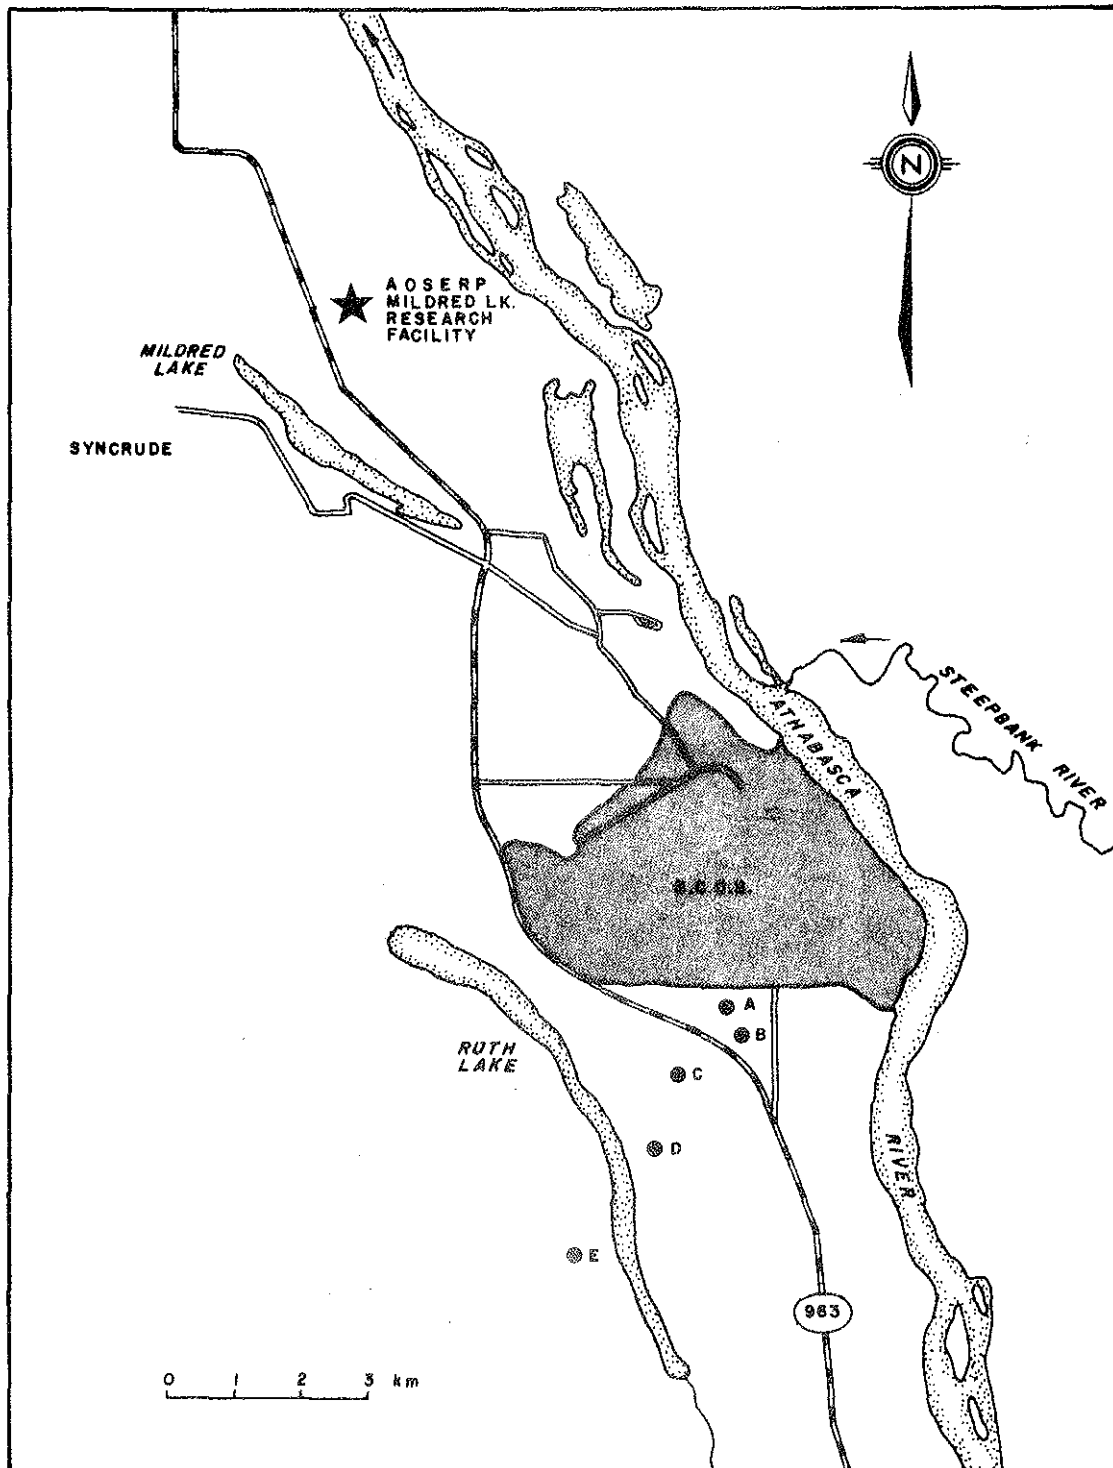 N
AOSERP
MILDRED LK.
RESEARCH
FACILITY
MILDRED
LAKE
SYNCRUDE
STEEPBANK RIVER
ATHABASCA
RIVER
A
B
RUTH
LAKE
C
D
E
963
0 1 2 3 km